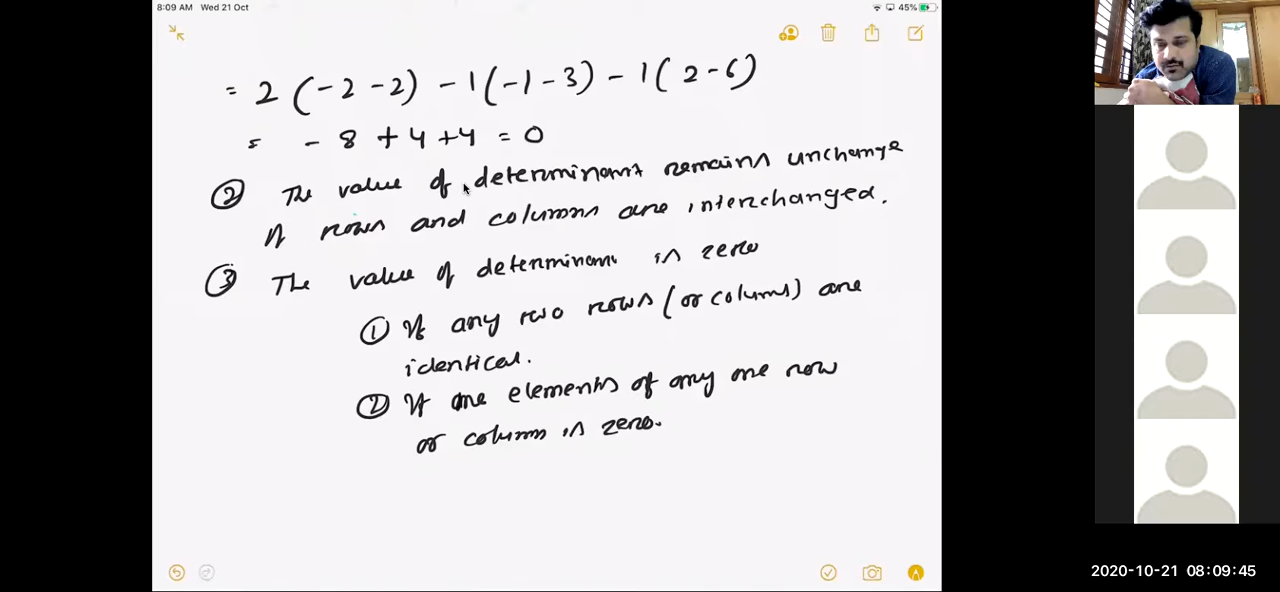 8:09 AM Wed 21 Oct
45%
= 2 (-2 -2) -1(-1 -3) -1(2-6)
= -8 +4 +4 = 0
② The value of determinant remains unchange
if rows and columns are interchanged.
③ The value of determinan is zero
① If any two rows (or colums) are
identical.
② If the elements of any one row
or column is zero.
2020-10-21 08:09:45